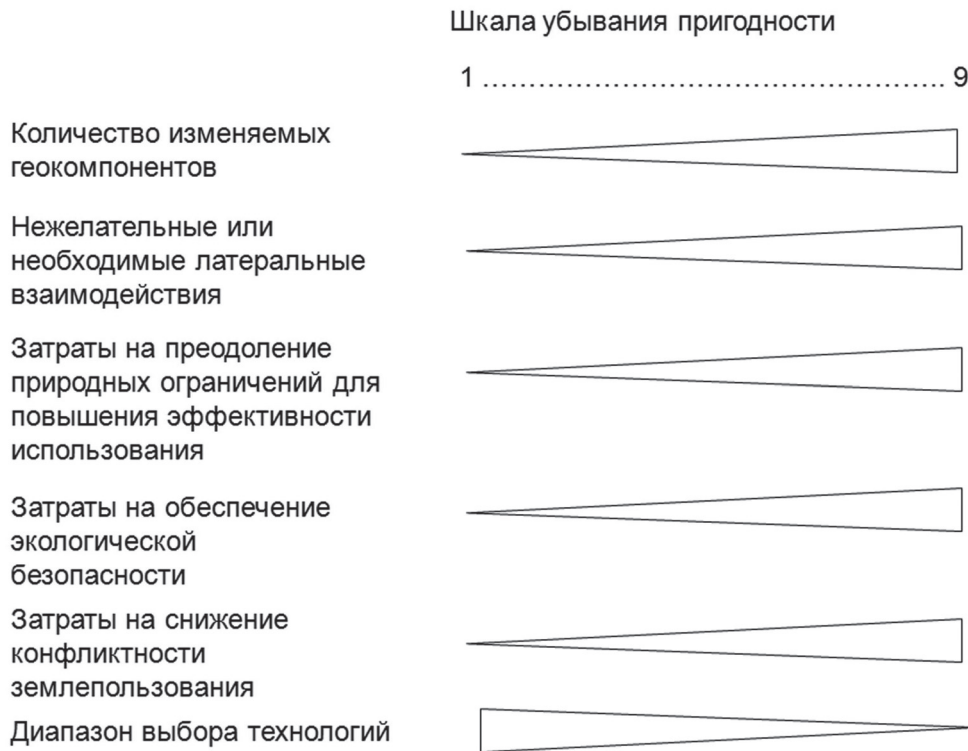 Шкала убывания пригодности
1 ...................................................... 9
Количество изменяемых
геокомпонентов
Нежелательные или
необходимые латеральные
взаимодействия
Затраты на преодоление
природных ограничений для
повышения эффективности
использования
Затраты на обеспечение
экологической
безопасности
Затраты на снижение
конфликтности
землепользования
Диапазон выбора технологий